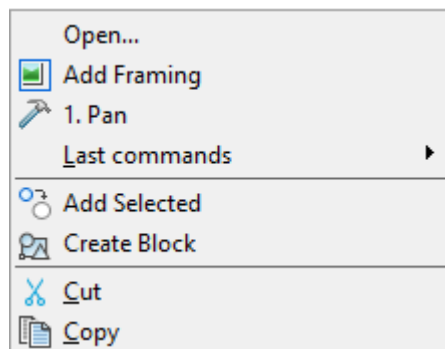 Open...
Add Framing
1. Pan
Last commands
Add Selected
Create Block
Cut
Copy